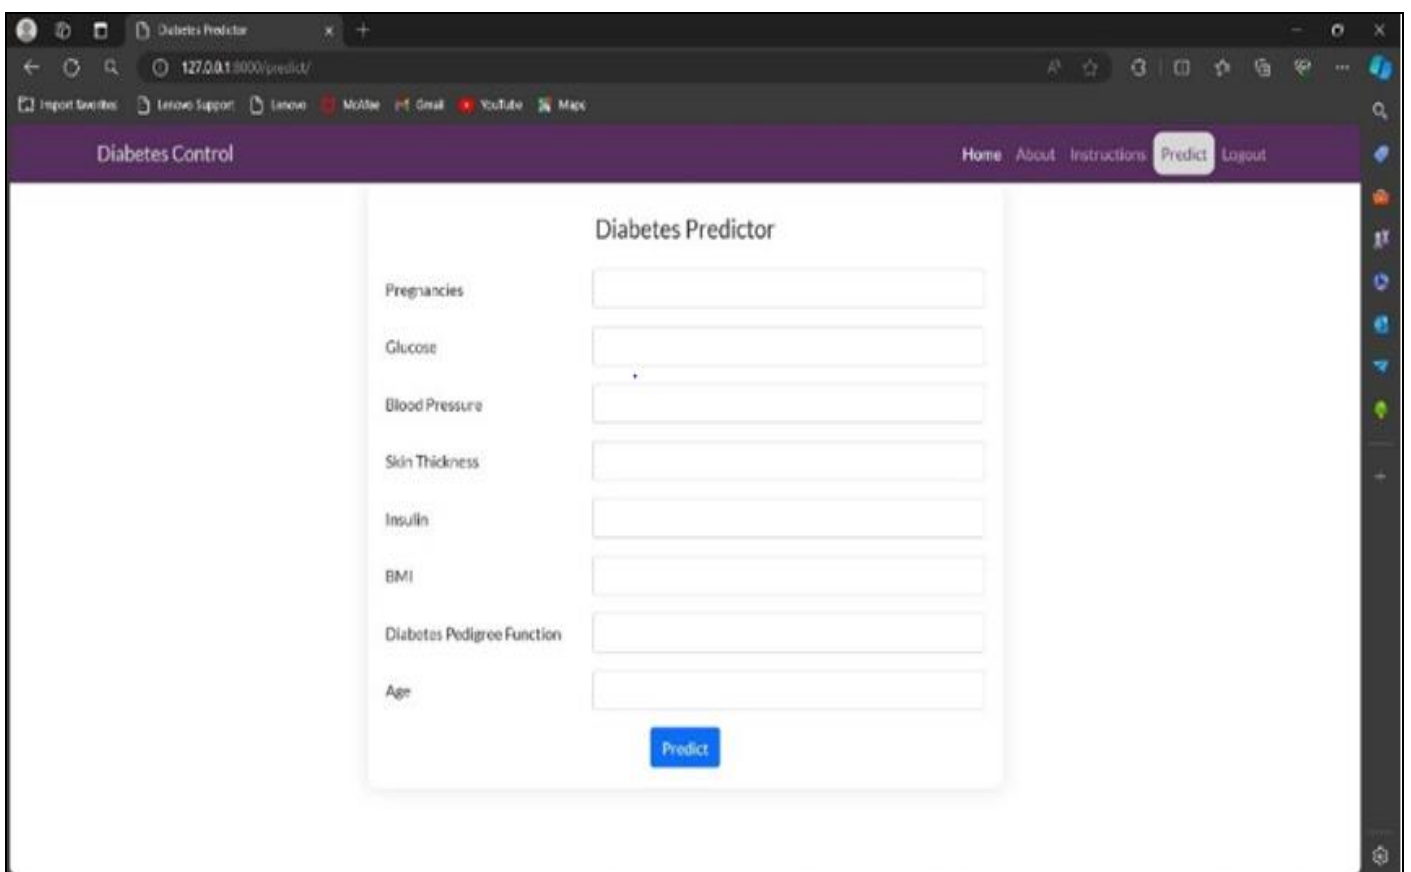 Diabetes Predictor
127.0.0.1:8000/predict/
Import favorites Lenovo Support Lenovo McAfee Gmail YouTube Maps
Diabetes Control Home About Instructions Predict Logout
Diabetes Predictor
Pregnancies
Glucose
Blood Pressure
Skin Thickness
Insulin
BMI
Diabetes Pedigree Function
Age
Predict